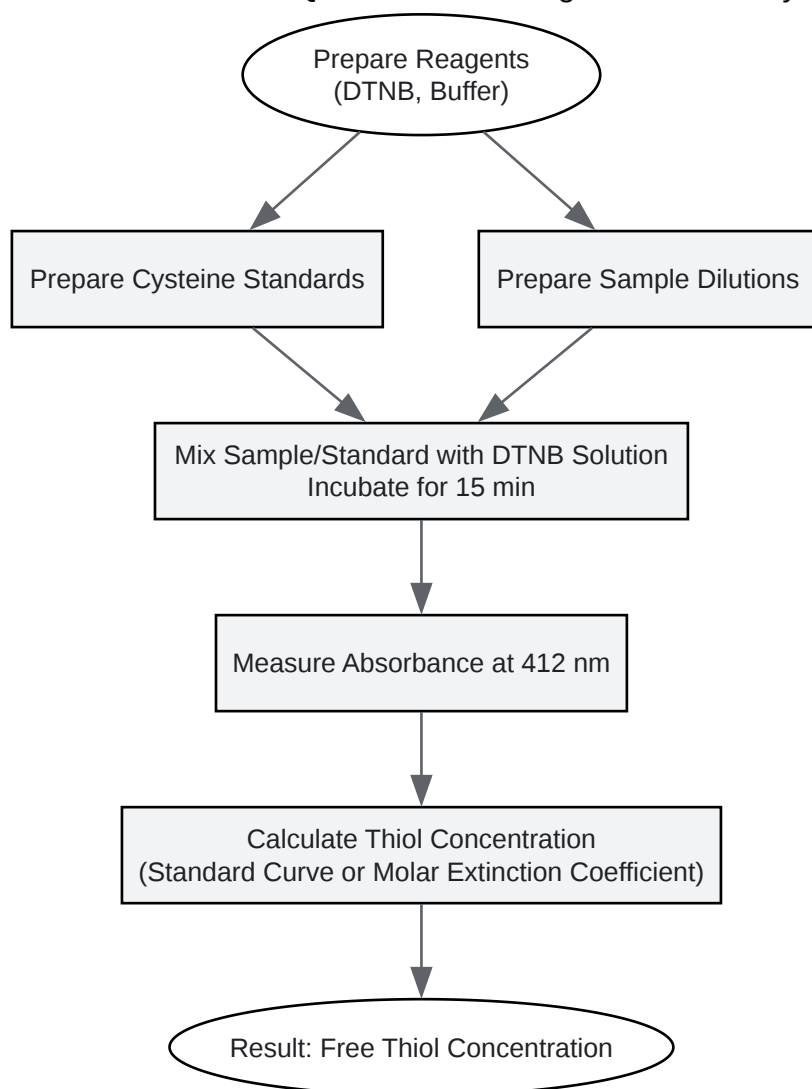 Prepare Reagents
(DTNB, Buffer)
Prepare Cysteine Standards
Prepare Sample Dilutions
Mix Sample/Standard with DTNB Solution
Incubate for 15 min
Measure Absorbance at 412 nm
Calculate Thiol Concentration
(Standard Curve or Molar Extinction Coefficient)
Result: Free Thiol Concentration